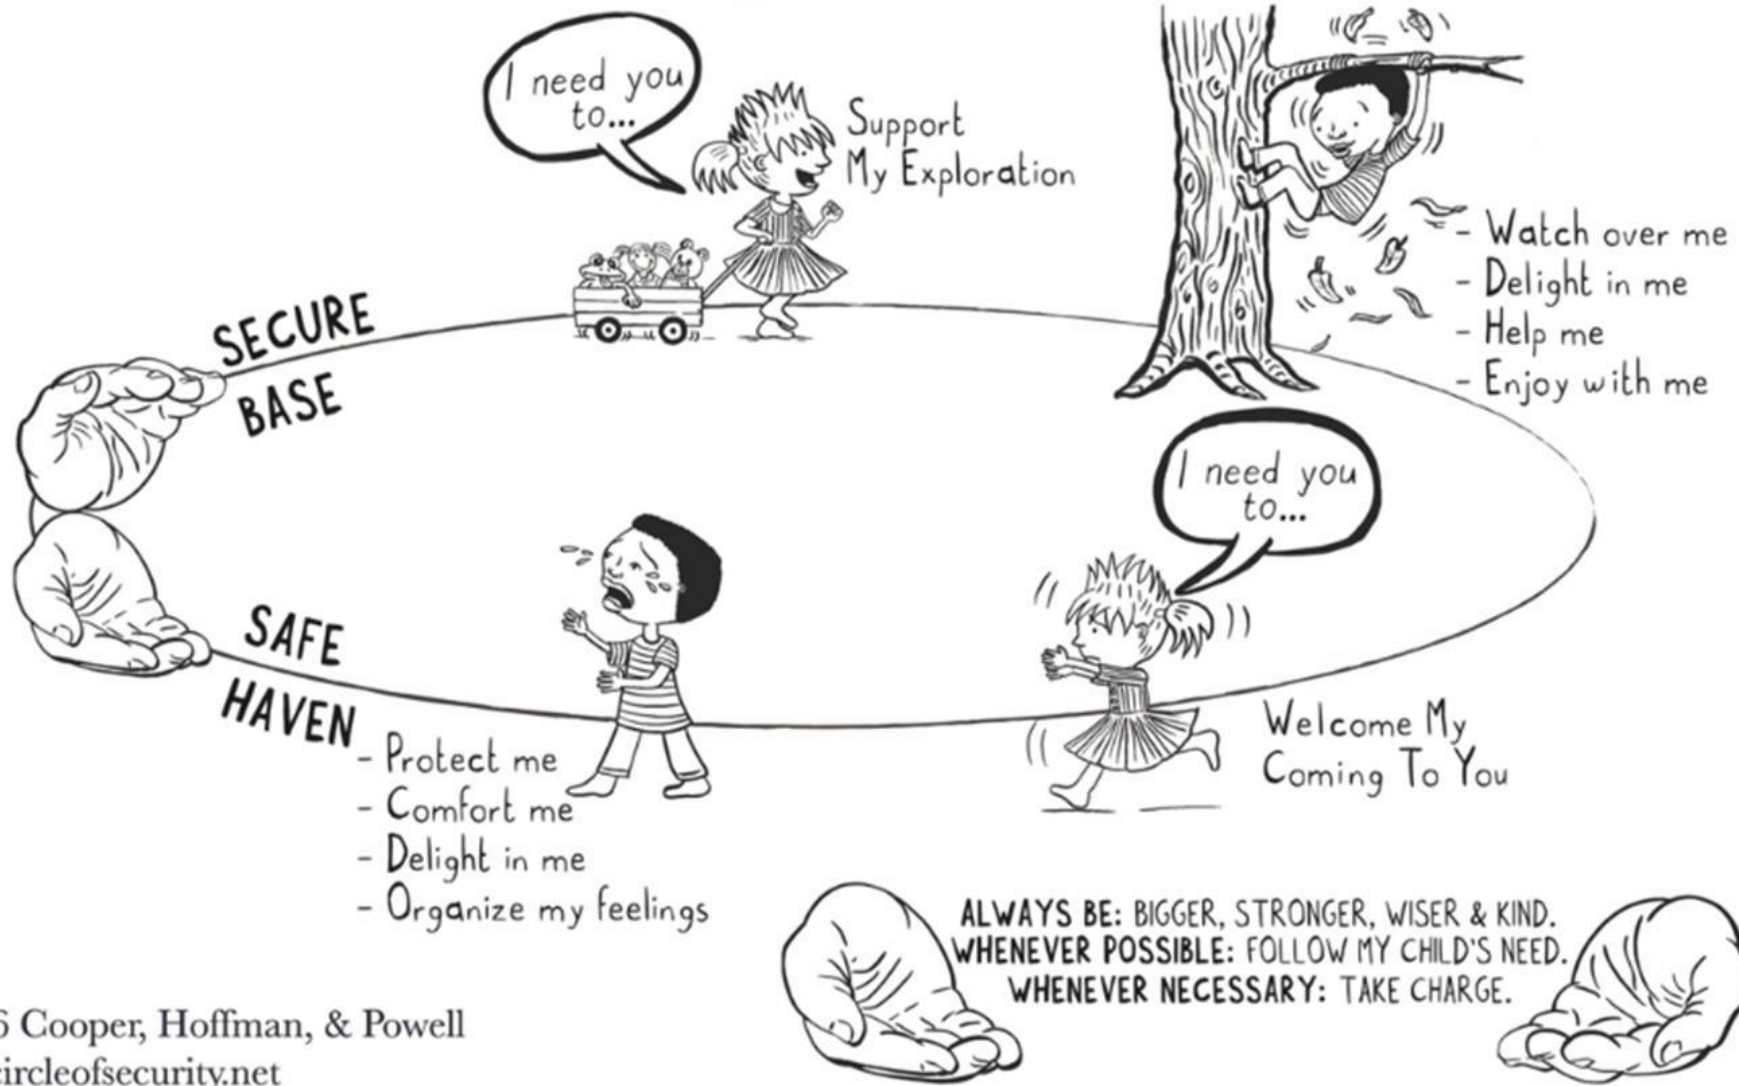 I need you
to...
Support
My Exploration
- Watch over me
- Delight in me
- Help me
- Enjoy with me
SECURE
BASE
I need you
to...
Welcome My
Coming To You
SAFE
HAVEN
- Protect me
- Comfort me
- Delight in me
- Organize my feelings
ALWAYS BE: BIGGER, STRONGER, WISER & KIND.
WHENEVER POSSIBLE: FOLLOW MY CHILD'S NEED.
WHENEVER NECESSARY: TAKE CHARGE.
6 Cooper, Hoffman, & Powell
circleofsecurity.net